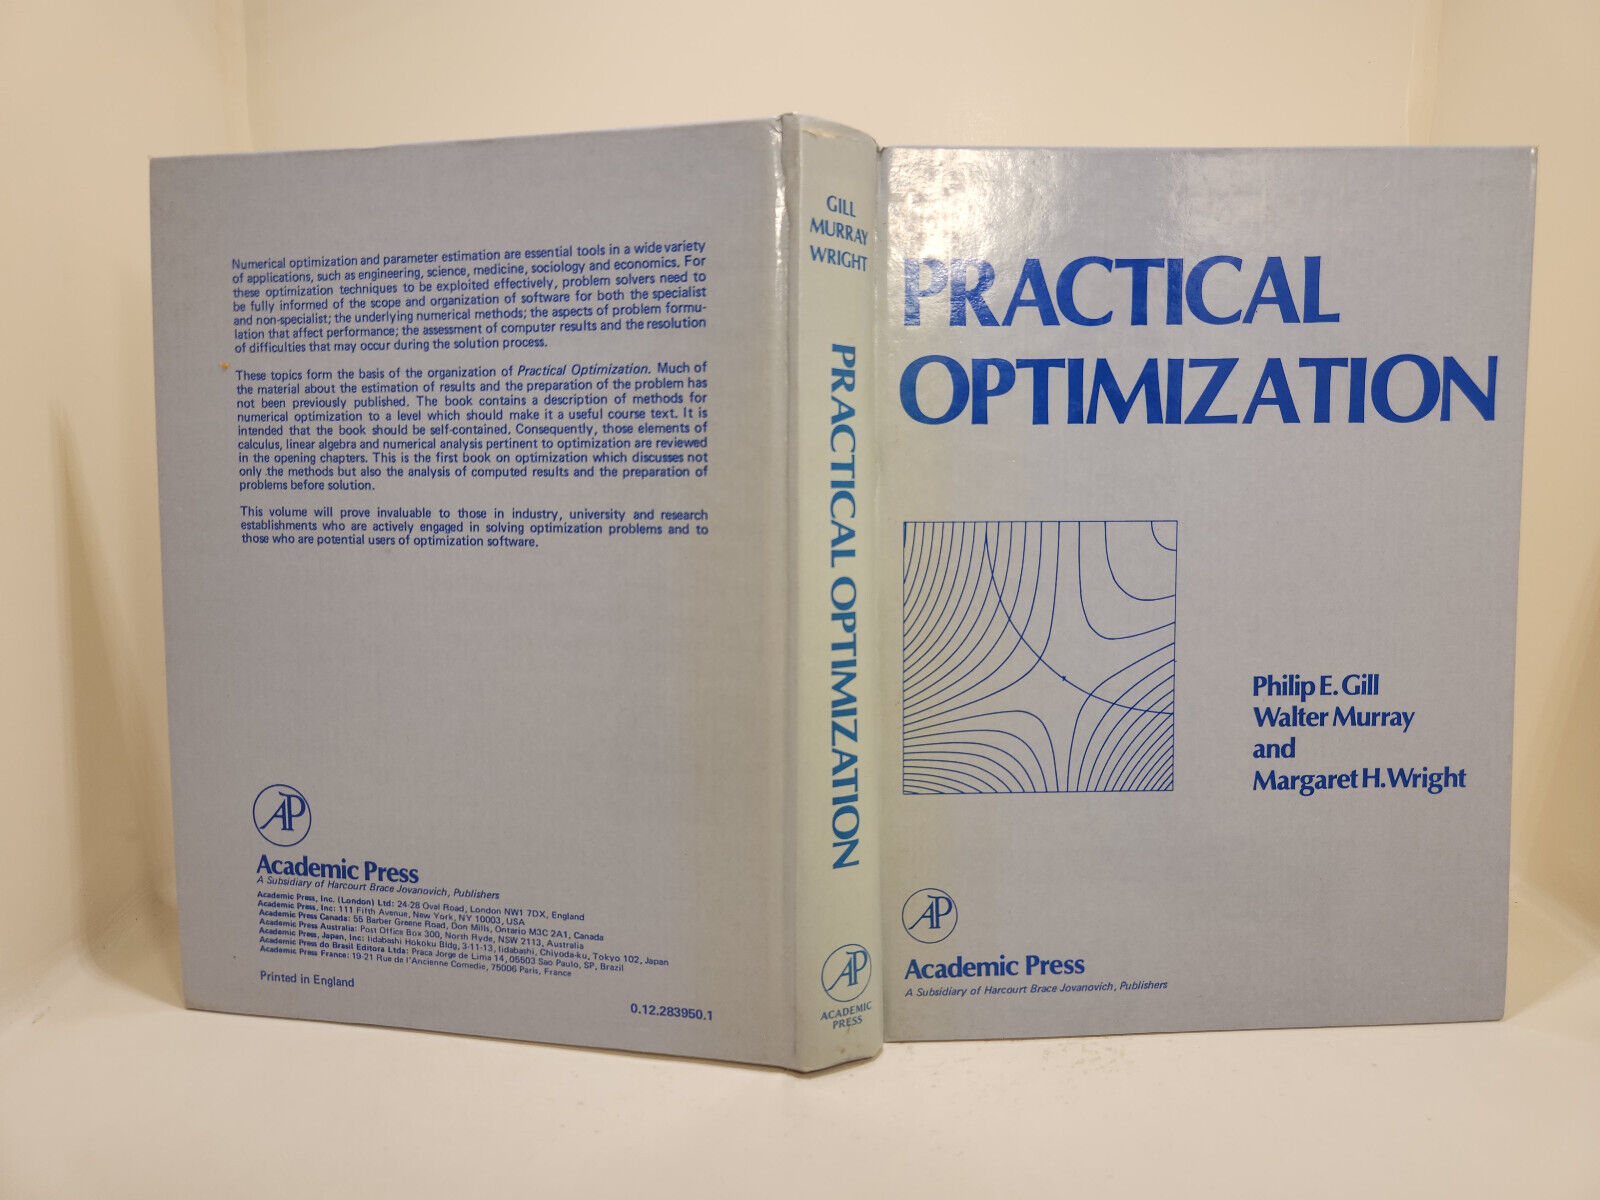 Numerical optimization and parameter estimation are essential tools in a wide variety
of applications, such as engineering, science, medicine, sociology and economics. For
these optimization techniques to be exploited effectively, problem solvers need to
be fully informed of the scope and organization of software for both the specialist
and non-specialist; the underlying numerical methods; the aspects of problem formu-
lation that affect performance; the assessment of computer results and the resolution
of difficulties that may occur during the solution process.
These topics form the basis of the organization of Practical Optimization. Much of
the material about the estimation of results and the preparation of the problem has
not been previously published. The book contains a description of methods for
numerical optimization to a level which should make it a useful course text. It is
intended that the book should be self-contained. Consequently, those elements of
calculus, linear algebra and numerical analysis pertinent to optimization are reviewed
in the opening chapters. This is the first book on optimization which discusses not
only the methods but also the analysis of computed results and the preparation of
problems before solution.
This volume will prove invaluable to those in industry, university and research
establishments who are actively engaged in solving optimization problems and to
those who are potential users of optimization software.
AP
Academic Press
A Subsidiary of Harcourt Brace Jovanovich, Publishers
Academic Press, Inc. (London) Ltd: 24-28 Oval Road, London NW1 7DX, England
Academic Press, Inc: 111 Fifth Avenue, New York, NY 10003, USA
Academic Press Canada: 55 Barber Greene Road, Don Mills, Ontario M3C 2A1, Canada
Academic Press Australia: Post Office Box 300, North Ryde, NSW 2113, Australia
Academic Press, Japan, Inc: Iidabashi Hokoku Bldg, 3-11-13, Iidabashi, Chiyoda-ku, Tokyo 102, Japan
Academic Press do Brasil Editora Ltda: Praca Jorge de Lima 14, 05503 Sao Paulo, SP, Brazil
Academic Press France: 19-21 Rue de l'Ancienne Comedie, 75006 Paris, France
Printed in England
0.12.283950.1
GILL
MURRAY
WRIGHT
PRACTICAL OPTIMIZATION
AP
ACADEMIC
PRESS
PRACTICAL
OPTIMIZATION
Philip E. Gill
Walter Murray
and
Margaret H. Wright
AP
Academic Press
A Subsidiary of Harcourt Brace Jovanovich, Publishers